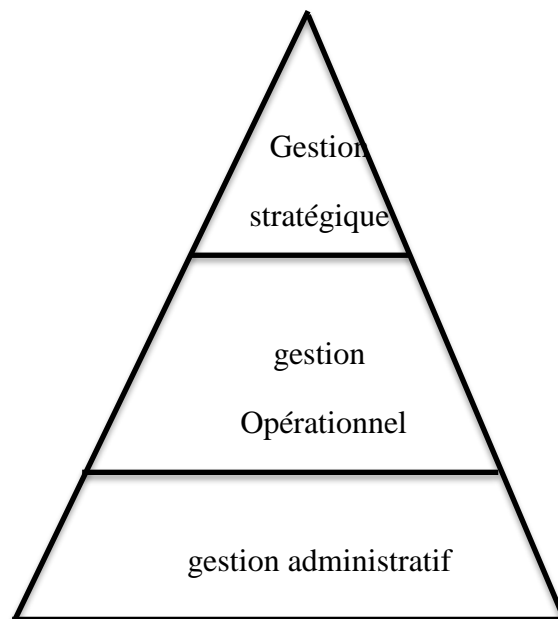 Gestion
stratégique
gestion
Opérationnel
gestion administratif